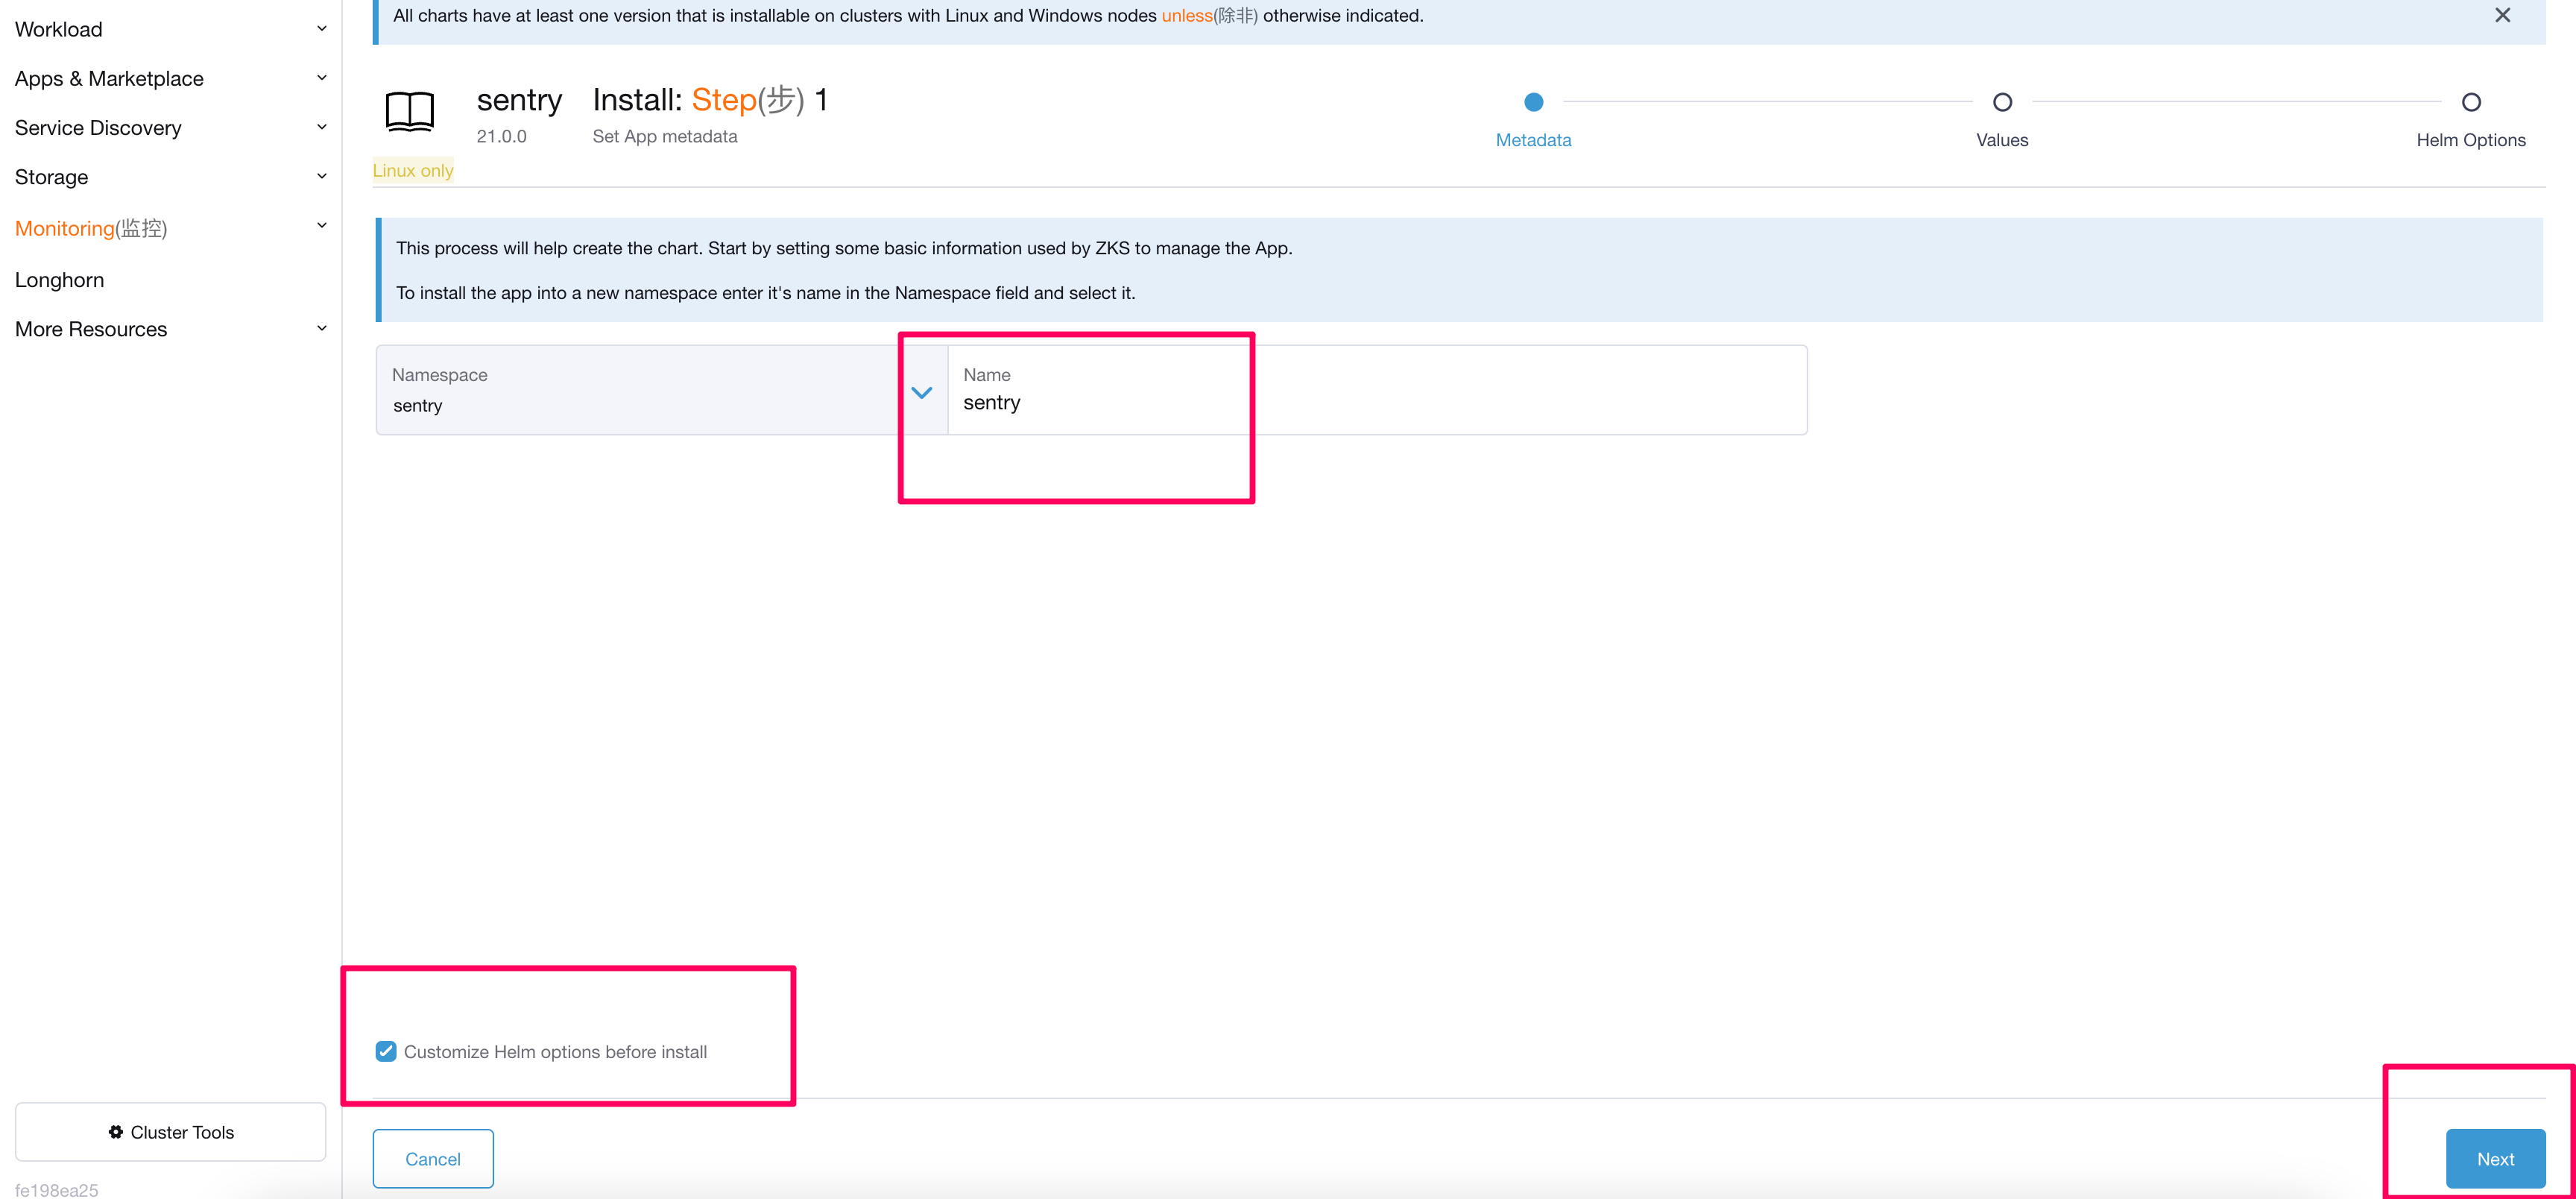 Workload
Apps & Marketplace
Service Discovery
Storage
Monitoring(监控)
Longhorn
More Resources
Cluster Tools
fe198ea25
All charts have at least one version that is installable on clusters with Linux and Windows nodes unless(除非) otherwise indicated.
sentry
21.0.0
Linux only
Install: Step(步) 1
Set App metadata
Metadata
Values
Helm Options
This process will help create the chart. Start by setting some basic information used by ZKS to manage the App.
To install the app into a new namespace enter it's name in the Namespace field and select it.
Namespace
sentry
Name
sentry
Customize Helm options before install
Cancel
Next